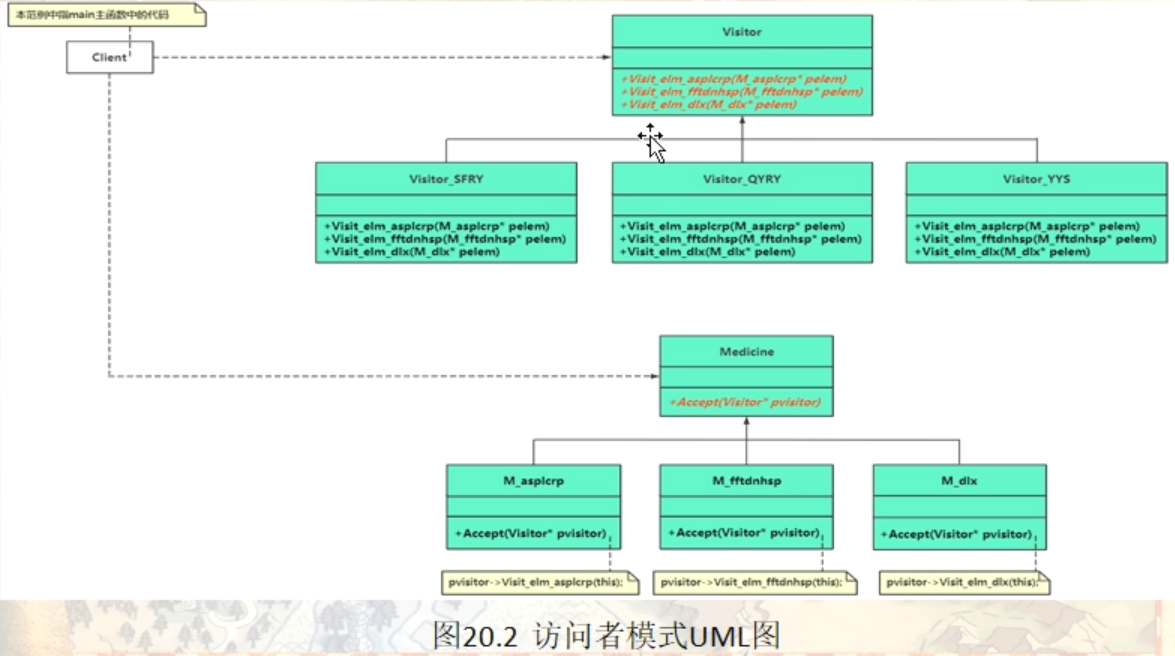 本范例中指main主函数中的代码
Client
Visitor
+Visit_elm_asplcrp(M_asplcrp* pelem)
+Visit_elm_fftdnhsp(M_fftdnhsp* pelem)
+Visit_elm_dlx(M_dlx* pelem)
Visitor_SFRY
+Visit_elm_asplcrp(M_asplcrp* pelem)
+Visit_elm_fftdnhsp(M_fftdnhsp* pelem)
+Visit_elm_dlx(M_dlx* pelem)
Visitor_QYRY
+Visit_elm_asplcrp(M_asplcrp* pelem)
+Visit_elm_fftdnhsp(M_fftdnhsp* pelem)
+Visit_elm_dlx(M_dlx* pelem)
Visitor_YYS
+Visit_elm_asplcrp(M_asplcrp* pelem)
+Visit_elm_fftdnhsp(M_fftdnhsp* pelem)
+Visit_elm_dlx(M_dlx* pelem)
Medicine
+Accept(Visitor* pvisitor)
M_asplcrp
+Accept(Visitor* pvisitor)
M_fftdnhsp
+Accept(Visitor* pvisitor)
M_dlx
+Accept(Visitor* pvisitor)
pvisitor->Visit_elm_asplcrp(this);
pvisitor->Visit_elm_fftdnhsp(this);
pvisitor->Visit_elm_dlx(this);
图20.2 访问者模式UML图